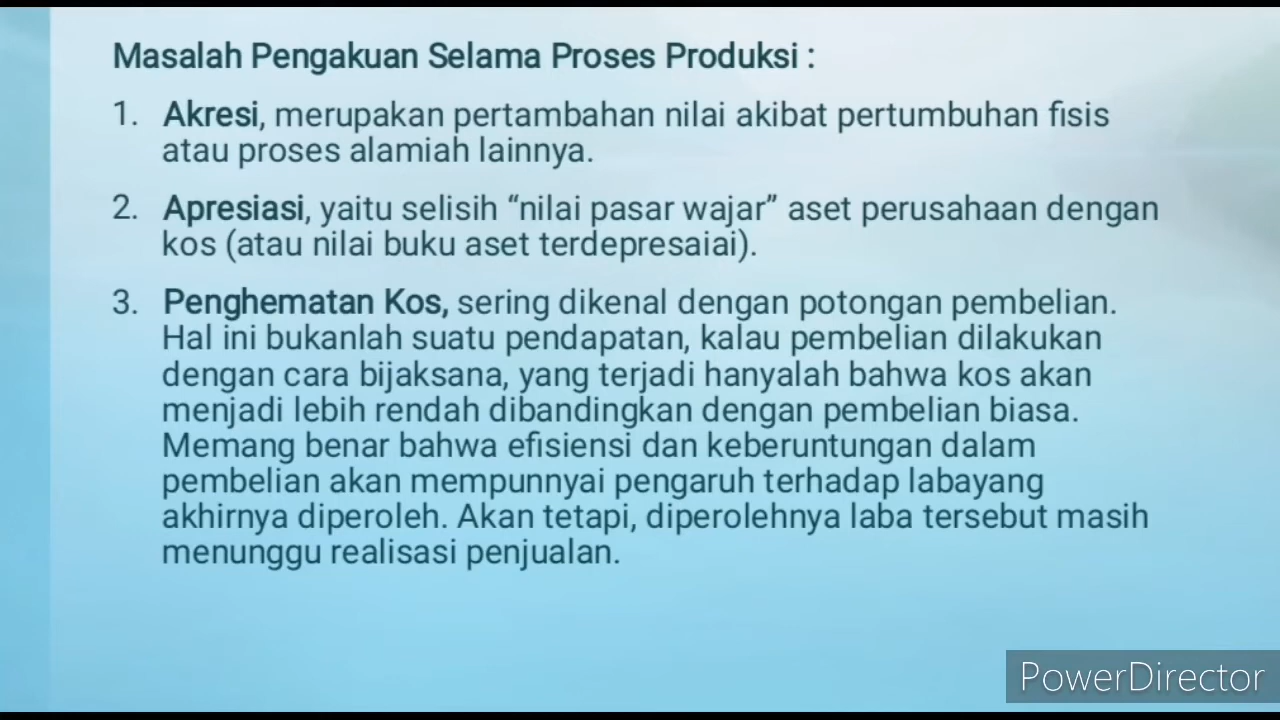 Masalah Pengakuan Selama Proses Produksi :
1. Akresi, merupakan pertambahan nilai akibat pertumbuhan fisis
atau proses alamiah lainnya.
2. Apresiasi, yaitu selisih “nilai pasar wajar” aset perusahaan dengan
kos (atau nilai buku aset terdepresaiai).
3. Penghematan Kos, sering dikenal dengan potongan pembelian.
Hal ini bukanlah suatu pendapatan, kalau pembelian dilakukan
dengan cara bijaksana, yang terjadi hanyalah bahwa kos akan
menjadi lebih rendah dibandingkan dengan pembelian biasa.
Memang benar bahwa efisiensi dan keberuntungan dalam
pembelian akan mempunnyai pengaruh terhadap labayang
akhirnya diperoleh. Akan tetapi, diperolehnya laba tersebut masih
menunggu realisasi penjualan.
PowerDirector